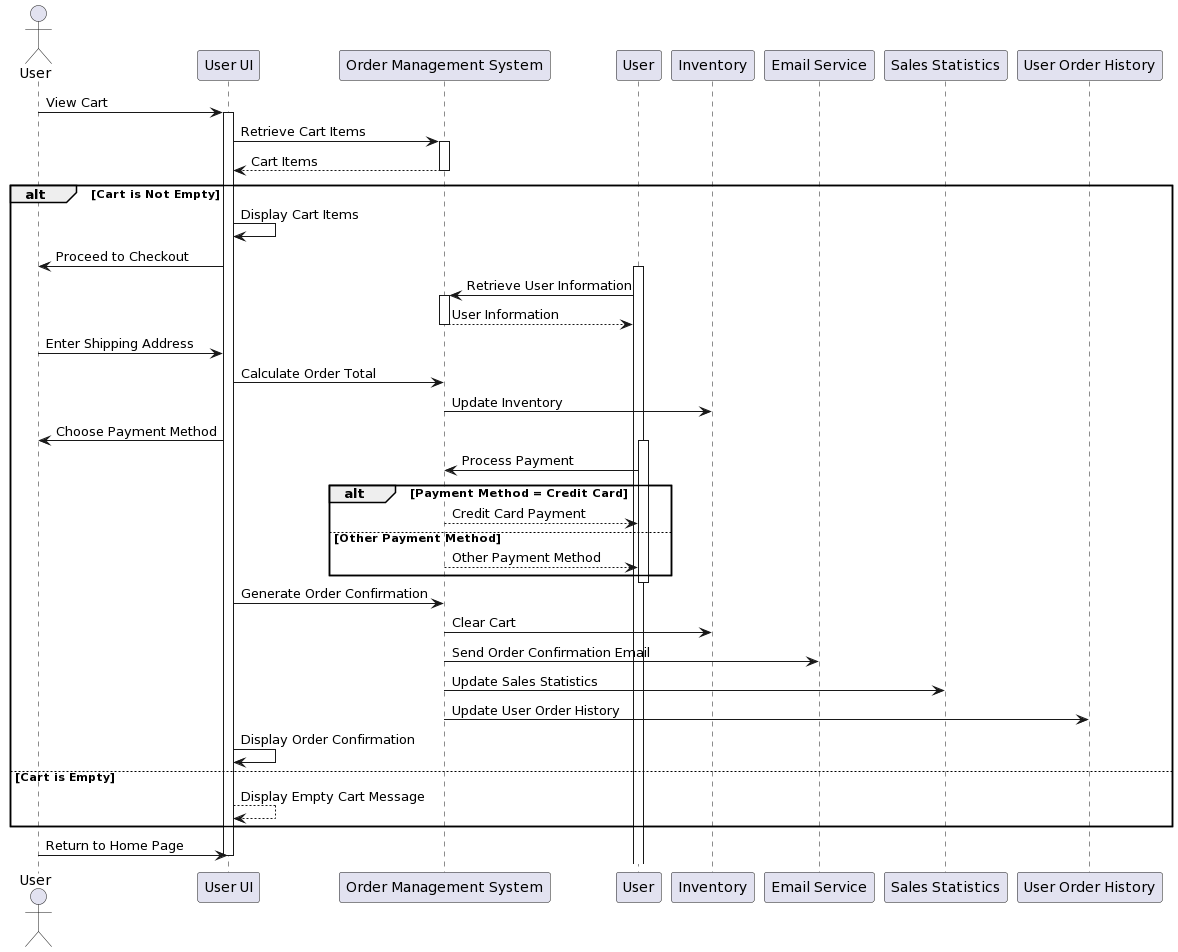 User
User UI
Order Management System
User
Inventory
Email Service
Sales Statistics
User Order History
View Cart
Retrieve Cart Items
Cart Items
alt [Cart is Not Empty]
Display Cart Items
Proceed to Checkout
Retrieve User Information
User Information
Enter Shipping Address
Calculate Order Total
Update Inventory
Choose Payment Method
Process Payment
alt [Payment Method = Credit Card]
Credit Card Payment
[Other Payment Method]
Other Payment Method
Generate Order Confirmation
Clear Cart
Send Order Confirmation Email
Update Sales Statistics
Update User Order History
Display Order Confirmation
[Cart is Empty]
Display Empty Cart Message
Return to Home Page
User
User UI
Order Management System
User
Inventory
Email Service
Sales Statistics
User Order History